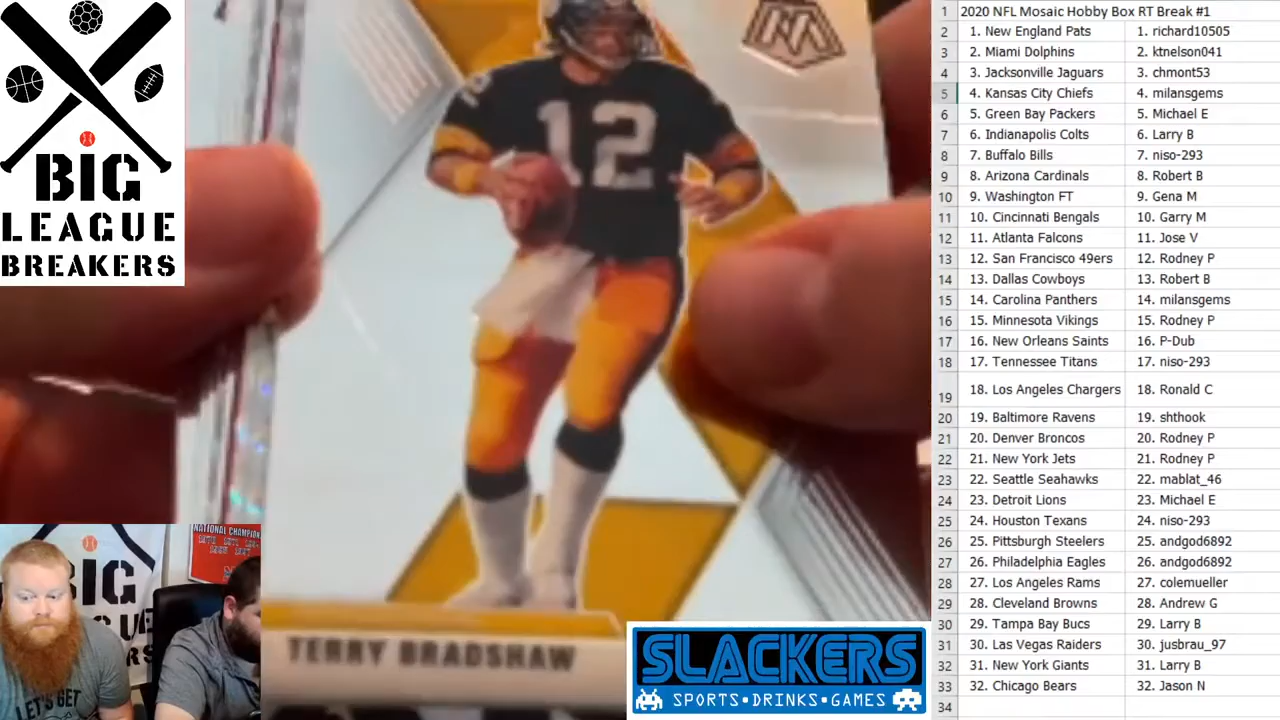 BIG
LEAGUE
BREAKERS
12
TERRY BRADSHAW
NATIONAL CHAMPION
BIG
LET'S GET
SLACKERS
SPORTS•DRINKS•GAMES
1 2020 NFL Mosaic Hobby Box RT Break #1
2 1. New England Pats 1. richard10505
3 2. Miami Dolphins 2. ktnelson041
4 3. Jacksonville Jaguars 3. chmont53
5 4. Kansas City Chiefs 4. milansgems
6 5. Green Bay Packers 5. Michael E
7 6. Indianapolis Colts 6. Larry B
8 7. Buffalo Bills 7. niso-293
9 8. Arizona Cardinals 8. Robert B
10 9. Washington FT 9. Gena M
11 10. Cincinnati Bengals 10. Garry M
12 11. Atlanta Falcons 11. Jose V
13 12. San Francisco 49ers 12. Rodney P
14 13. Dallas Cowboys 13. Robert B
15 14. Carolina Panthers 14. milansgems
16 15. Minnesota Vikings 15. Rodney P
17 16. New Orleans Saints 16. P-Dub
18 17. Tennessee Titans 17. niso-293
19 18. Los Angeles Chargers 18. Ronald C
20 19. Baltimore Ravens 19. shthook
21 20. Denver Broncos 20. Rodney P
22 21. New York Jets 21. Rodney P
23 22. Seattle Seahawks 22. mablat_46
24 23. Detroit Lions 23. Michael E
25 24. Houston Texans 24. niso-293
26 25. Pittsburgh Steelers 25. andgod6892
27 26. Philadelphia Eagles 26. andgod6892
28 27. Los Angeles Rams 27. colemueller
29 28. Cleveland Browns 28. Andrew G
30 29. Tampa Bay Bucs 29. Larry B
31 30. Las Vegas Raiders 30. jusbrau_97
32 31. New York Giants 31. Larry B
33 32. Chicago Bears 32. Jason N
34